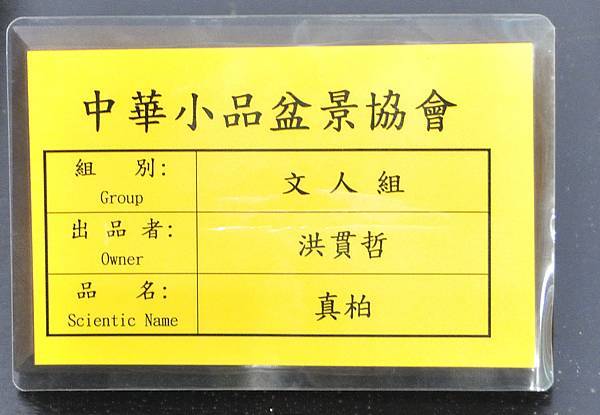 中華小品盆景協會
組 別:
Group
文人組
出品者:
Owner
洪貫哲
品 名:
Scientic Name
真柏